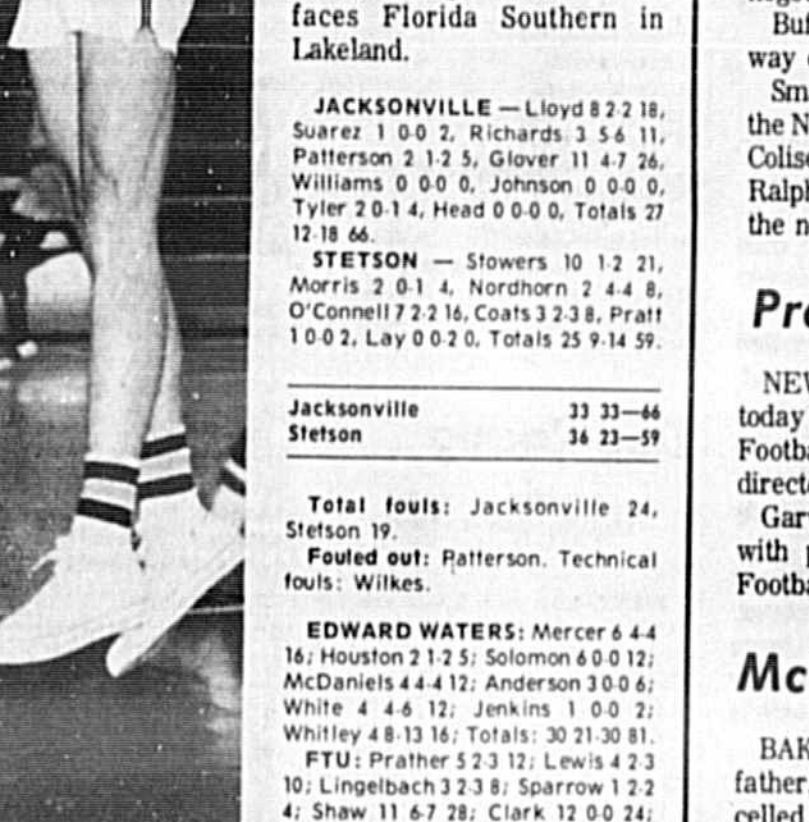 faces Florida Southern in
Lakeland.
JACKSONVILLE — Lloyd 8 2-2 18,
Suarez 1 0-0 2, Richards 3 5-6 11,
Patterson 2 1-2 5, Glover 11 4-7 26,
Williams 0 0-0 0, Johnson 0 0-0 0,
Tyler 2 0-1 4, Head 0 0-0 0, Totals 27
12-18 66.
STETSON — Stowers 10 1-2 21,
Morris 2 0-1 4, Nordhorn 2 4-4 8,
O'Connell 7 2-2 16, Coats 3 2-3 8, Pratt
1 0-0 2, Lay 0 0-2 0, Totals 25 9-14 59.
Jacksonville 33 33—66
Stetson 36 23—59
Total fouls: Jacksonville 24,
Stetson 19.
Fouled out: Patterson. Technical
fouls: Wilkes.
EDWARD WATERS: Mercer 6 4-4
16; Houston 2 1-2 5; Solomon 6 0-0 12;
McDaniels 4 4-4 12; Anderson 3 0-0 6;
White 4 4-6 12; Jenkins 1 0-0 2;
Whitley 4 8-13 16; Totals: 30 21-30 81.
FTU: Prather 5 2-3 12; Lewis 4 2-3
10; Lingelbach 3 2-3 8; Sparrow 1 2-2
4; Shaw 11 6-7 28; Clark 12 0-0 24;
Buf
way
Sm
the N
Colise
Ralp
the n
Pro
NEW
today
Footba
directo
Gar
with
Footba
Mc
BAK
father
celled